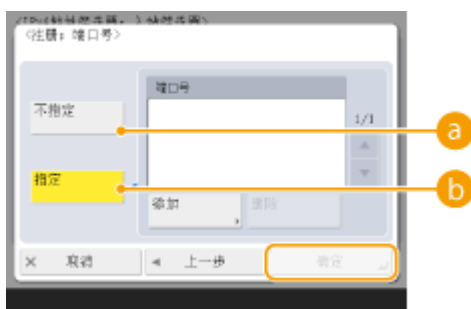 <注册：端口号>
端口号
不指定
1/1
a
指定
b
添加
删除
× 取消
◄ 上一步
确定